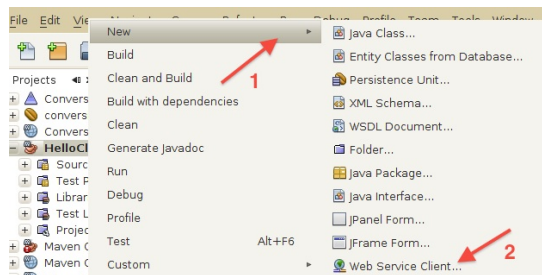 File Edit Vie
Projects
New
Java Class...
Build
Entity Classes from Database...
Clean and Build
Persistence Unit...
1
Convers
Build with dependencies
XML Schema...
convers
Clean
WSDL Document...
Convers
HelloCl
Generate Javadoc
Folder...
Sourc
Run
Java Package...
Test P
Librar
Debug
Java Interface...
Test L
Profile
JPanel Form...
Projec
Test Alt+F6
JFrame Form...
2
Maven C
Maven C
Custom
Web Service Client...